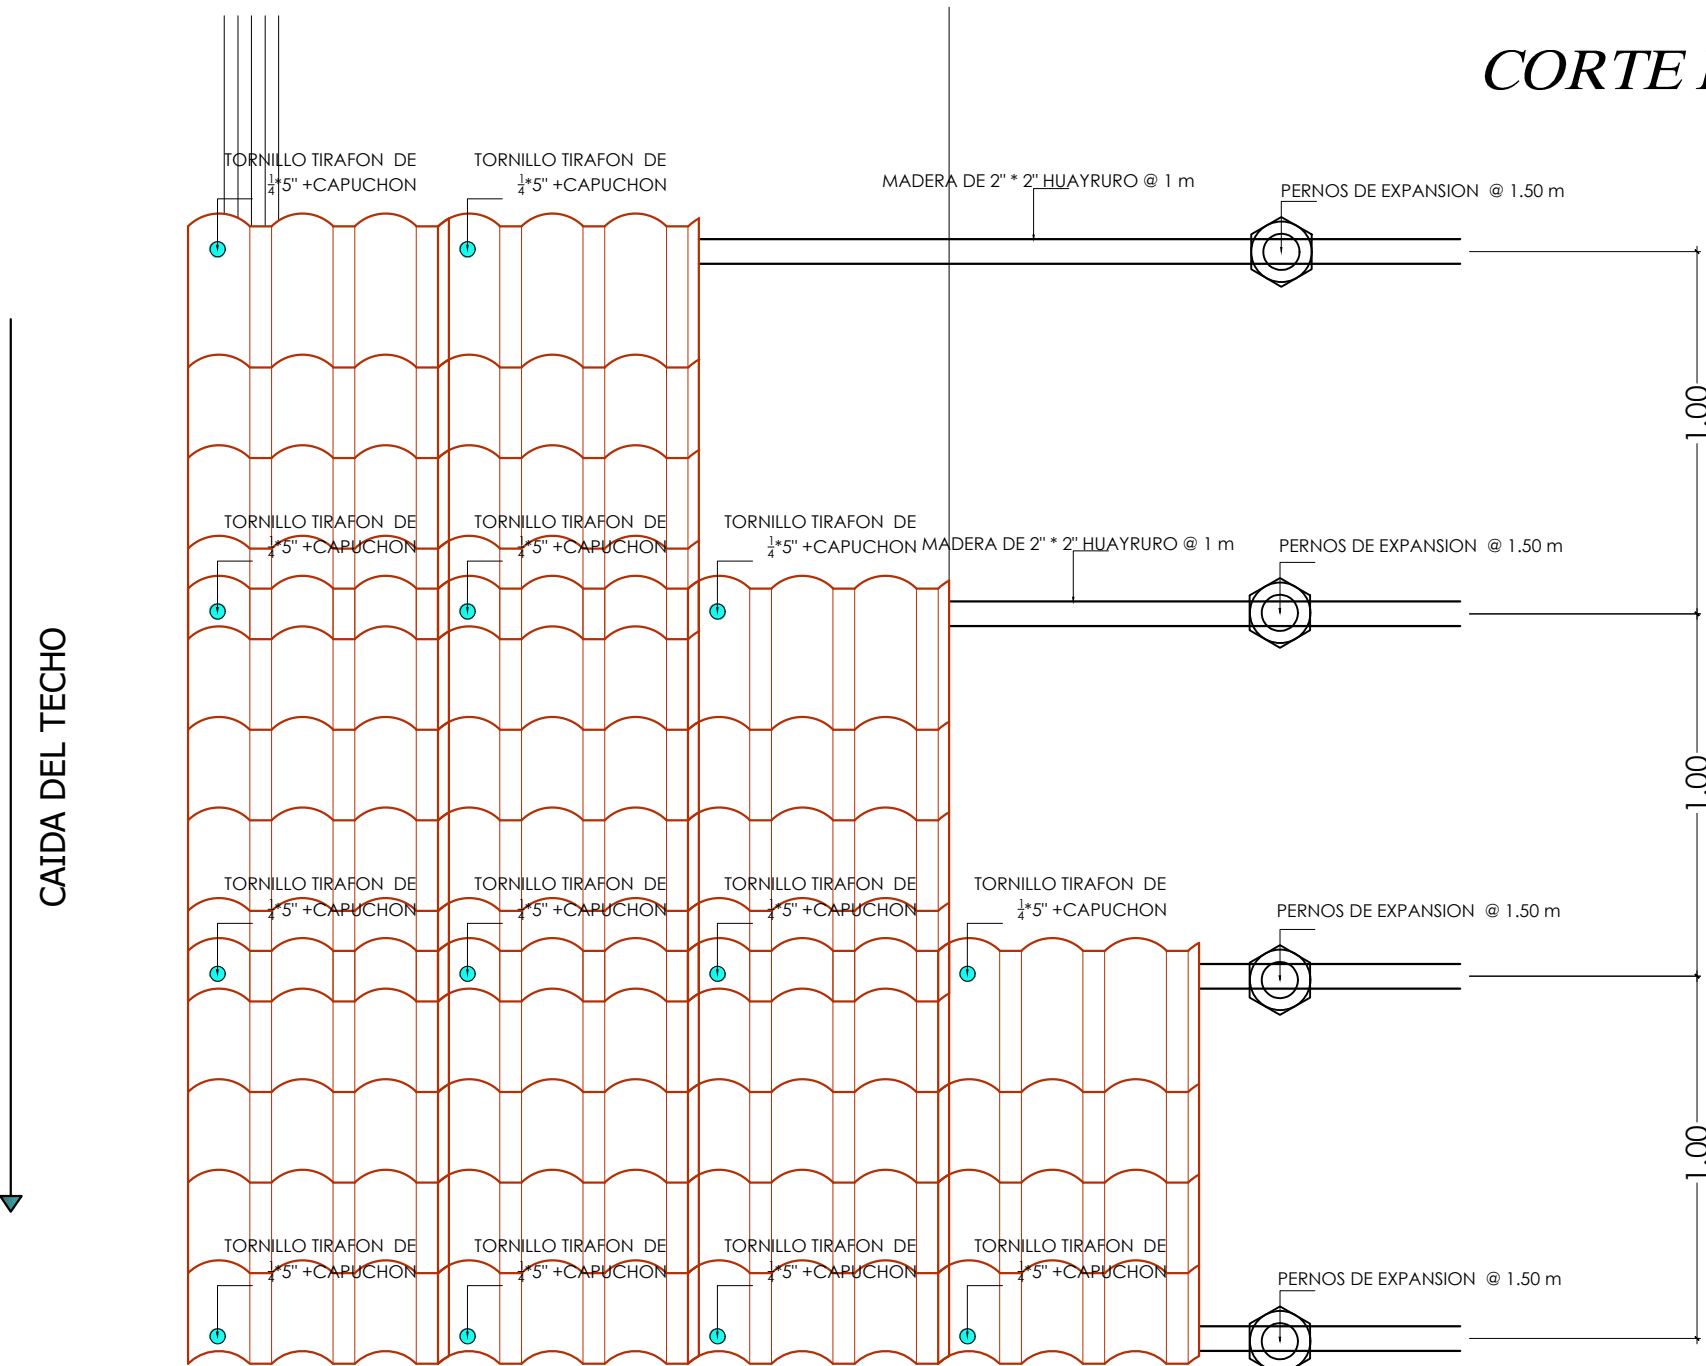 CORTE
TORNILLO TIRAFON DE
1/4*5" +CAPUCHON
TORNILLO TIRAFON DE
1/4*5" +CAPUCHON
MADERA DE 2" * 2" HUAYRURO @ 1 m
PERNOS DE EXPANSION @ 1.50 m
1.00
TORNILLO TIRAFON DE
1/4*5" +CAPUCHON
TORNILLO TIRAFON DE
1/4*5" +CAPUCHON
TORNILLO TIRAFON DE
1/4*5" +CAPUCHON
MADERA DE 2" * 2" HUAYRURO @ 1 m
PERNOS DE EXPANSION @ 1.50 m
CAIDA DEL TECHO
1.00
TORNILLO TIRAFON DE
1/4*5" +CAPUCHON
TORNILLO TIRAFON DE
1/4*5" +CAPUCHON
TORNILLO TIRAFON DE
1/4*5" +CAPUCHON
TORNILLO TIRAFON DE
1/4*5" +CAPUCHON
PERNOS DE EXPANSION @ 1.50 m
1.00
TORNILLO TIRAFON DE
1/4*5" +CAPUCHON
TORNILLO TIRAFON DE
1/4*5" +CAPUCHON
TORNILLO TIRAFON DE
1/4*5" +CAPUCHON
TORNILLO TIRAFON DE
1/4*5" +CAPUCHON
PERNOS DE EXPANSION @ 1.50 m